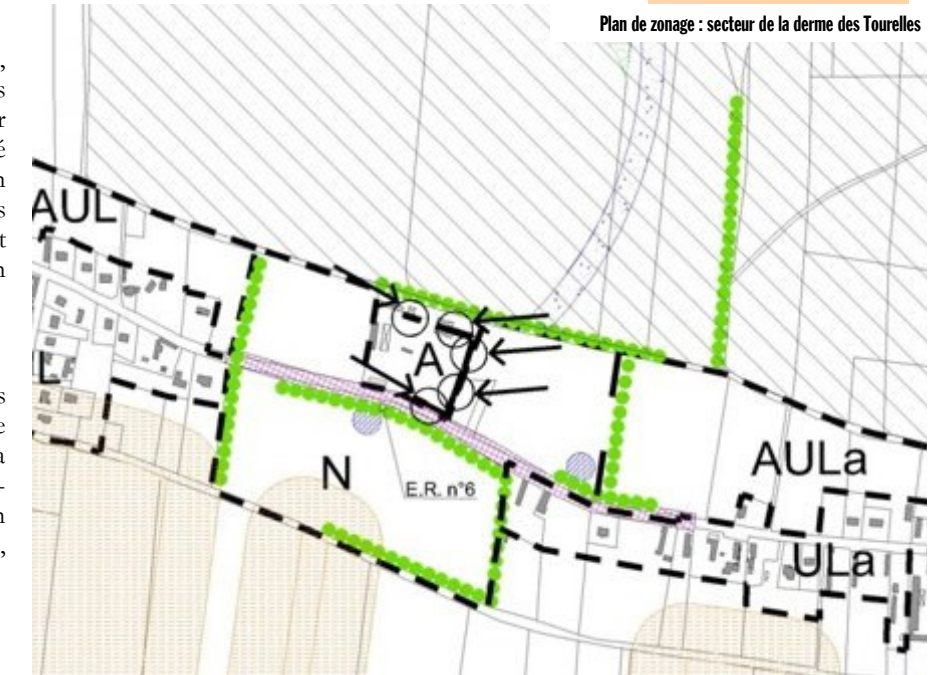 Plan de zonage : secteur de la derme des Tourelles
,
s
r
é
n
s
t
n
AUL
A
L
s
e
a
-
n
,
N
E.R. n°6
AULa
ULa